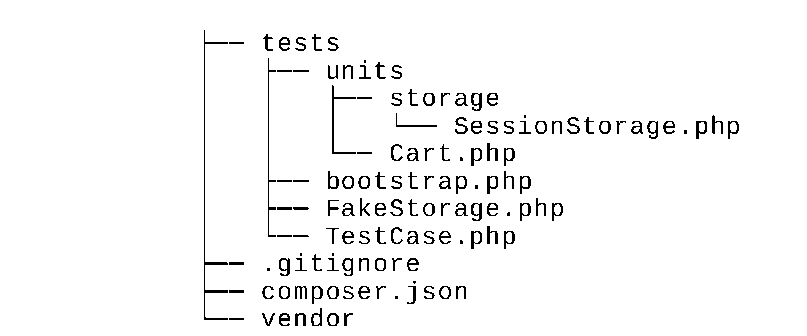 ├── tests
│   ├── units
│   │   ├── storage
│   │   │   └── SessionStorage.php
│   │   └── Cart.php
│   ├── bootstrap.php
│   ├── FakeStorage.php
│   └── TestCase.php
├── .gitignore
├── composer.json
└── vendor